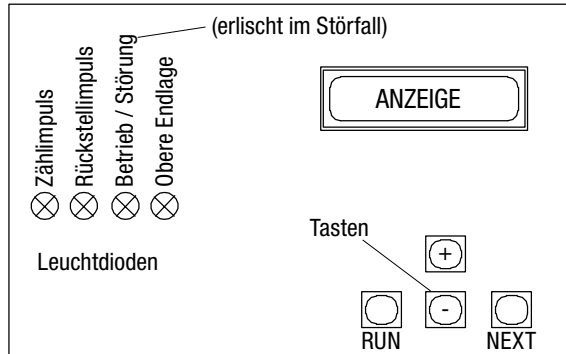 (erlischt im Störfall)
Zählimpuls
Rückstellimpuls
Betrieb / Störung
Obere Endlage
ANZEIGE
Leuchtdioden
Tasten
+
-
RUN
NEXT